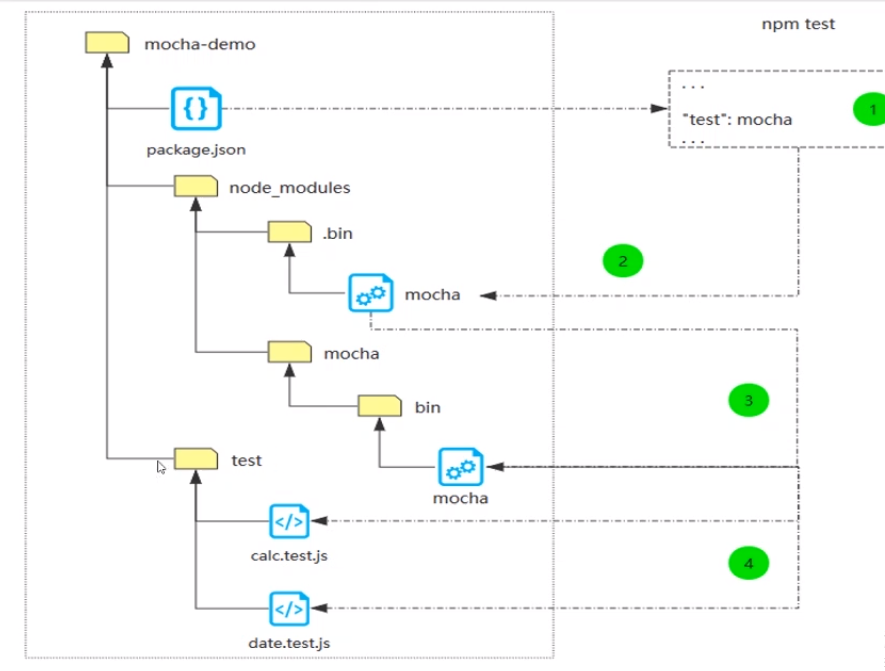 npm test
mocha-demo
...
{}
1
"test": mocha
...
package.json
node_modules
.bin
2
mocha
mocha
3
bin
test
mocha
</>
calc.test.js
4
</>
date.test.js